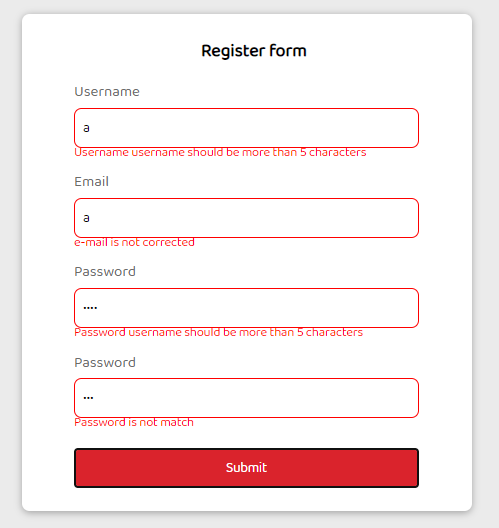 Register form
Username
a
Username username should be more than 5 characters
Email
a
e-mail is not corrected
Password
••••
Password username should be more than 5 characters
Password
•••
Password is not match
Submit